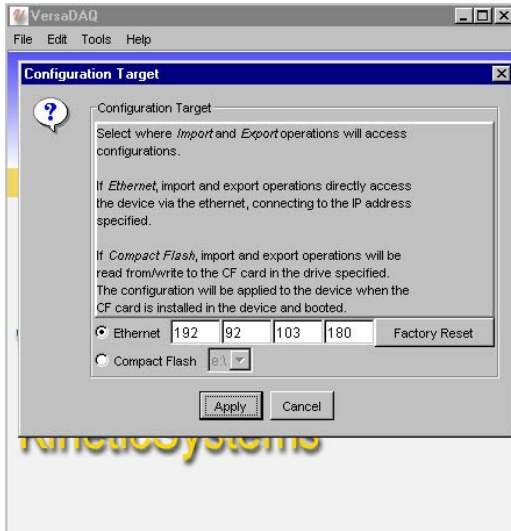 VersaDAQ
File Edit Tools Help
Configuration Target
Configuration Target
Select where Import and Export operations will access
configurations.
If Ethernet, import and export operations directly access
the device via the ethernet, connecting to the IP address
specified.
If Compact Flash, import and export operations will be
read from/write to the CF card in the drive specified.
The configuration will be applied to the device when the
CF card is installed in the device and booted.
Ethernet 192 92 103 180 Factory Reset
Compact Flash e:\
Apply Cancel
KineticSystems